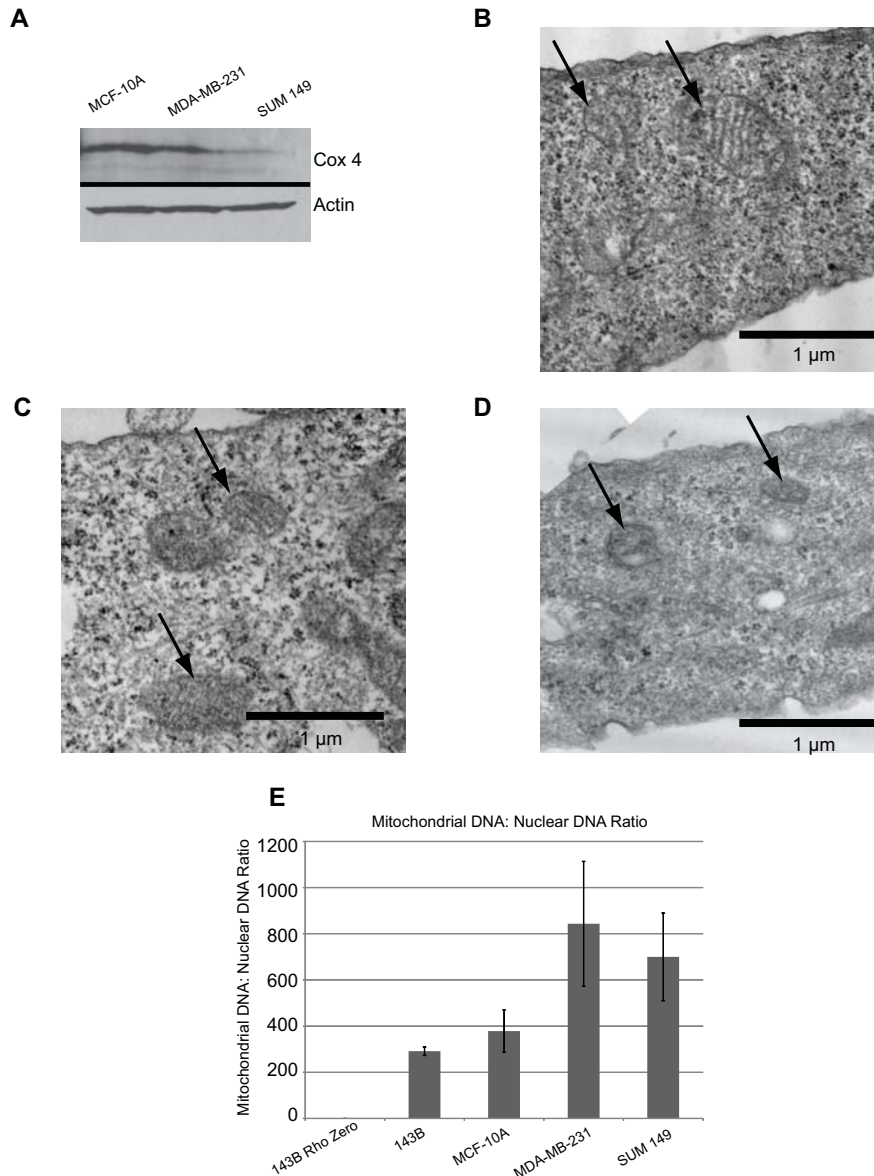 A
MCF-10A
MDA-MB-231
SUM 149
Cox 4
Actin
B
1 µm
C
1 µm
D
1 µm
E
Mitochondrial DNA: Nuclear DNA Ratio
Mitochondrial DNA: Nuclear DNA Ratio
1200
1000
800
600
400
200
0
143B Rho Zero
143B
MCF-10A
MDA-MB-231
SUM 149